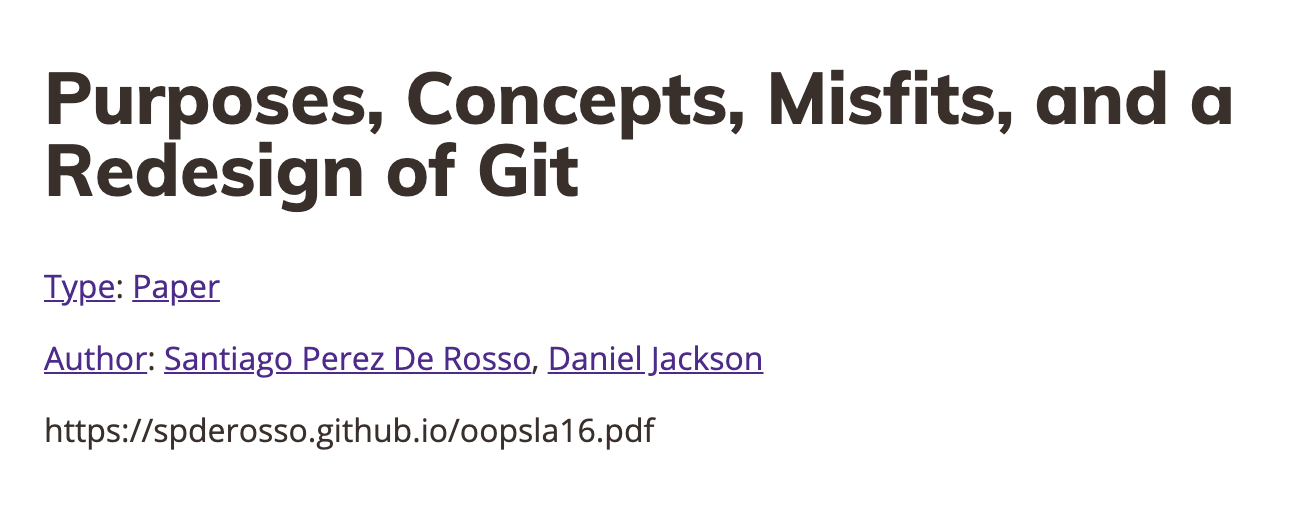 Purposes, Concepts, Misfits, and a
Redesign of Git
Type: Paper
Author: Santiago Perez De Rosso, Daniel Jackson
https://spderosso.github.io/oopsla16.pdf